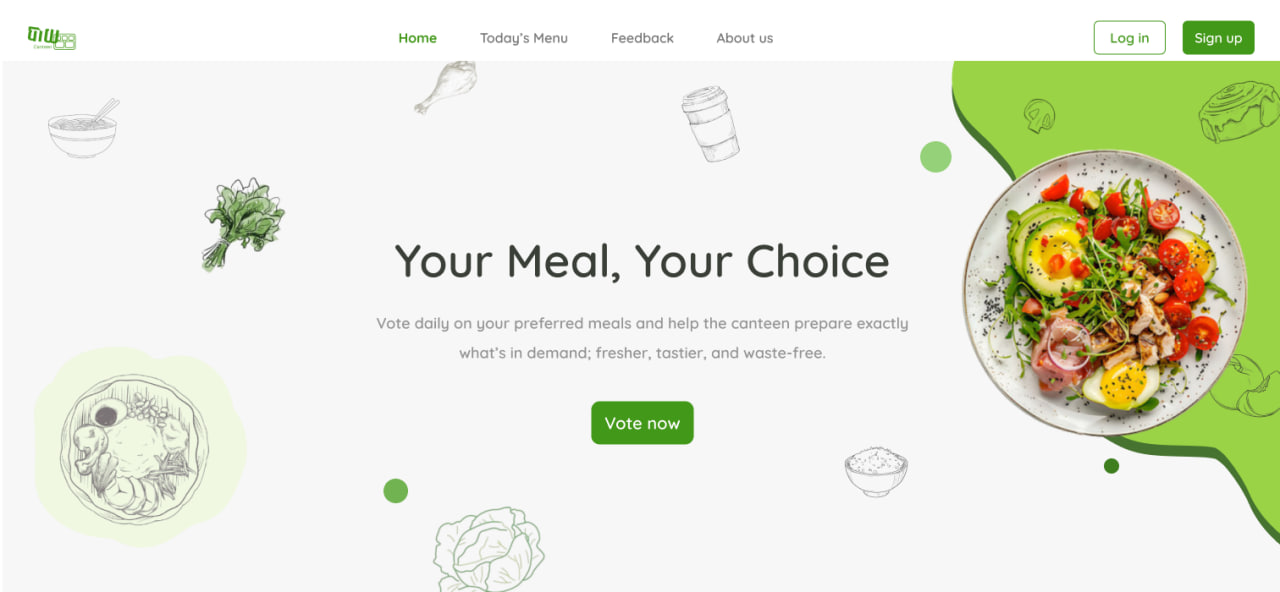 Canteen
Home
Today's Menu
Feedback
About us
Log in
Sign up
Your Meal, Your Choice
Vote daily on your preferred meals and help the canteen prepare exactly
what's in demand; fresher, tastier, and waste-free.
Vote now